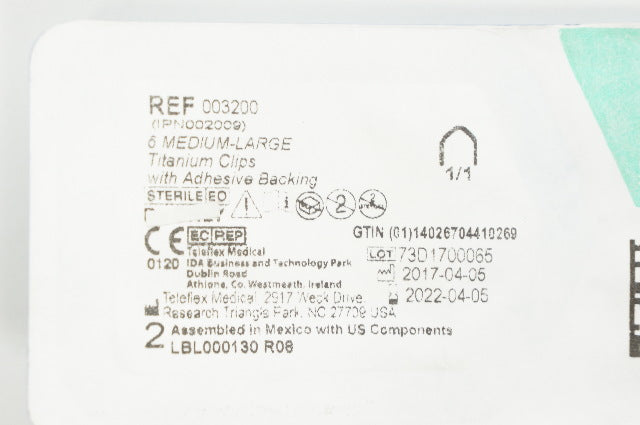 REF 003200
(IPN002009)
6 MEDIUM-LARGE
Titanium Clips
with Adhesive Backing
1/1
STERILE EO
2
2
EC REP
GTIN (01)14026704410269
CE
0120
Teleflex Medical
IDA Business and Technology Park
Dublin Road
Athlone, Co. Westmeath, Ireland
LOT 73D1700065
2017-04-05
2022-04-05
Teleflex Medical, 2917 Weck Drive,
Research Triangle Park, NC 27709 USA
2 Assembled in Mexico with US Components
LBL000130 R08